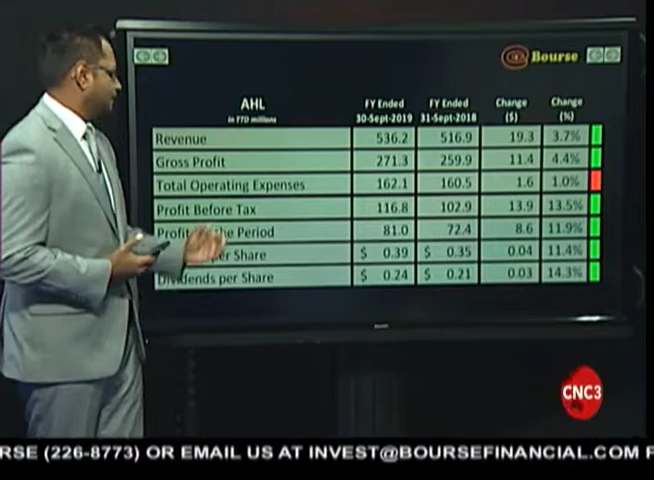 Bourse
AHL FY Ended FY Ended Change Change
in TTD millions 30-Sept-2019 31-Sept-2018 ($) (%)
Revenue 536.2 516.9 19.3 3.7%
Gross Profit 271.3 259.9 11.4 4.4%
Total Operating Expenses 162.1 160.5 1.6 1.0%
Profit Before Tax 116.8 102.9 13.9 13.5%
Profit he Period 81.0 72.4 8.6 11.9%
per Share $ 0.39 $ 0.35 0.04 11.4%
Dividends per Share $ 0.24 $ 0.21 0.03 14.3%
CNC3
RSE (226-8773) OR EMAIL US AT INVEST@BOURSEFINANCIAL.COM F